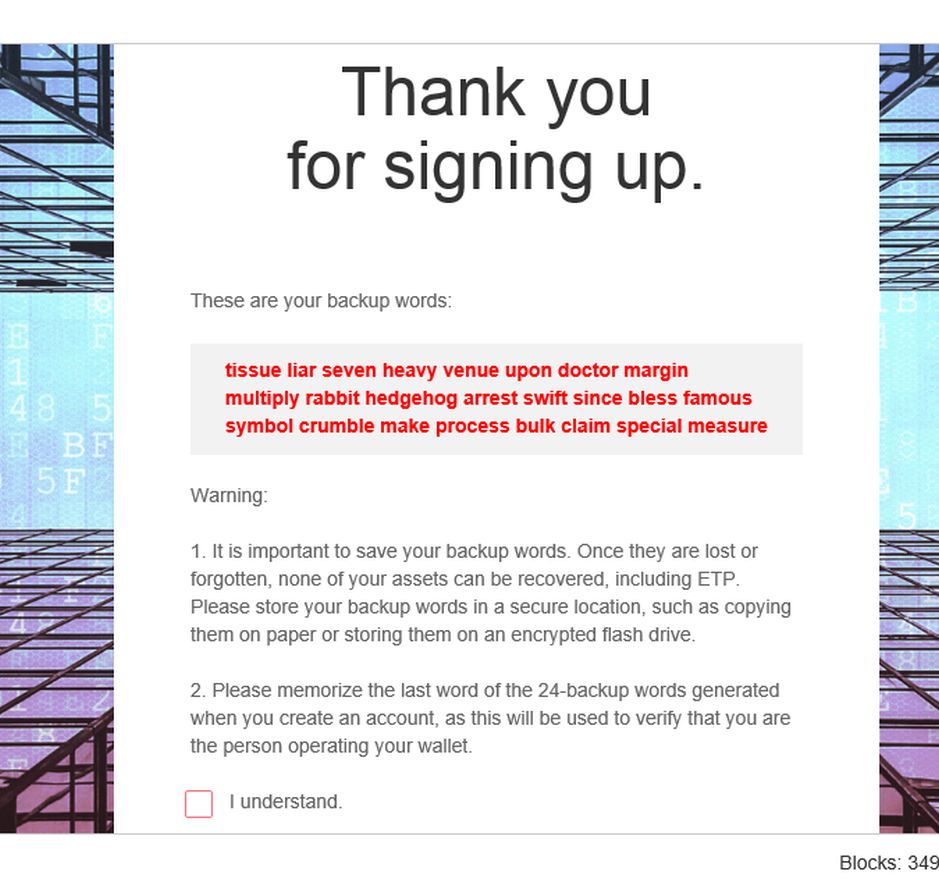 Thank you
for signing up.
These are your backup words:
tissue liar seven heavy venue upon doctor margin
multiply rabbit hedgehog arrest swift since bless famous
symbol crumble make process bulk claim special measure
Warning:
1. It is important to save your backup words. Once they are lost or
forgotten, none of your assets can be recovered, including ETP.
Please store your backup words in a secure location, such as copying
them on paper or storing them on an encrypted flash drive.
2. Please memorize the last word of the 24-backup words generated
when you create an account, as this will be used to verify that you are
the person operating your wallet.
I understand.
Blocks: 349